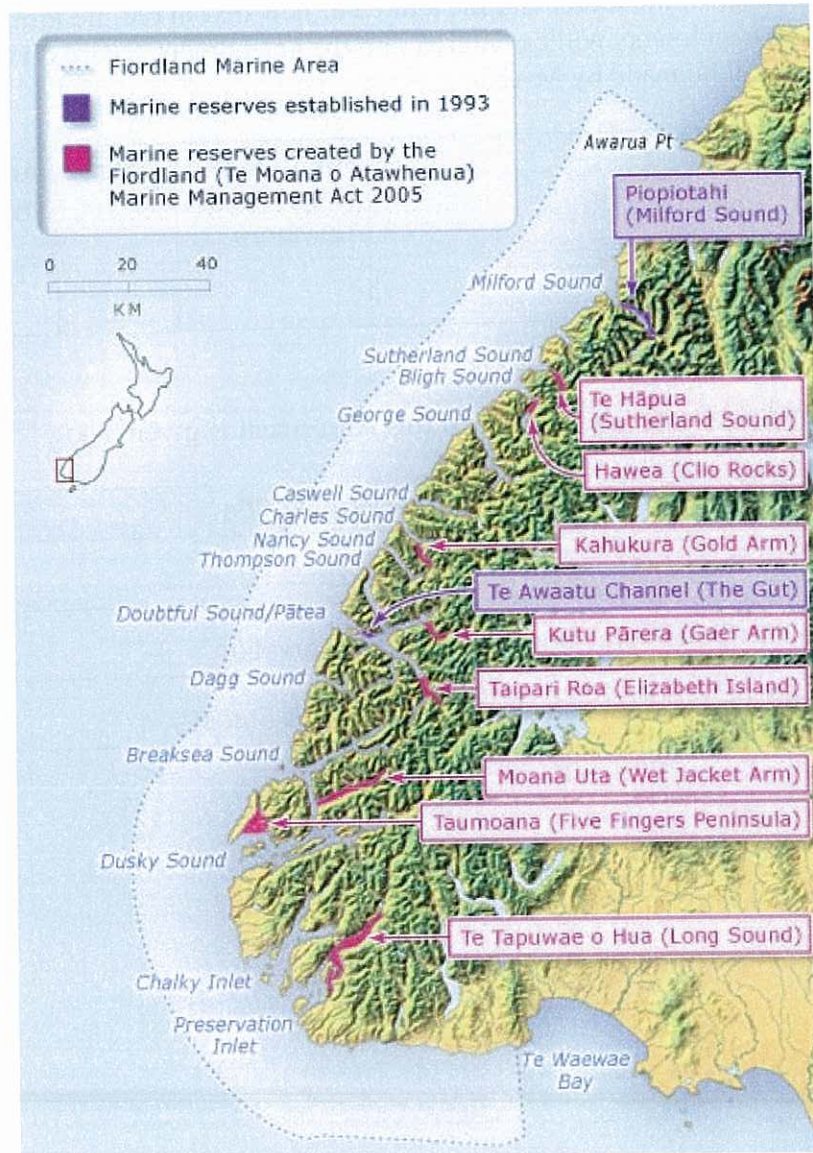 Fiordland Marine Area
Marine reserves established in 1993
Marine reserves created by the
Fiordland (Te Moana o Atawhenua)
Marine Management Act 2005
0 20 40
KM
Awarua Pt
Piopiotahi
(Milford Sound)
Milford Sound
Sutherland Sound
Bligh Sound
Te Hāpua
(Sutherland Sound)
George Sound
Hawea (Clio Rocks)
Caswell Sound
Charles Sound
Nancy Sound
Kahukura (Gold Arm)
Thompson Sound
Te Awaatu Channel (The Gut)
Doubtful Sound/Pātea
Kutu Pārera (Gaer Arm)
Dagg Sound
Taipari Roa (Elizabeth Island)
Breaksea Sound
Moana Uta (Wet Jacket Arm)
Taumoana (Five Fingers Peninsula)
Dusky Sound
Te Tapuwae o Hua (Long Sound)
Chalky Inlet
Preservation
Inlet
Te Waewae
Bay